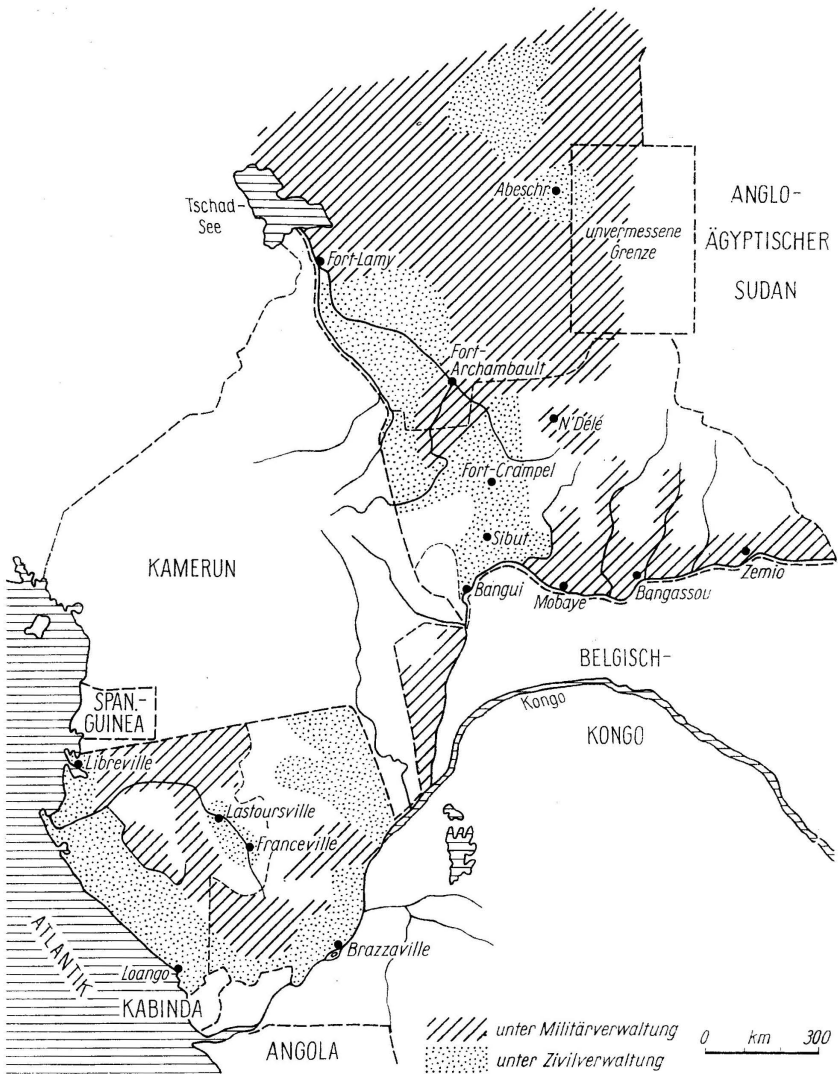 Tschad-
See
Abeschr
unvermessene
Grenze
ANGLO-
ÄGYPTISCHER
SUDAN
Fort-Lamy
Fort-
Archambault
N'Délé
Fort-Crampel
Sibut
KAMERUN
Bangui
Mobaye
Bangassou
Zemio
BELGISCH-
KONGO
Kongo
SPAN.-
GUINEA
Libreville
Lastoursville
Franceville
ATLANTIK
Brazzaville
Loango
KABINDA
ANGOLA
unter Militärverwaltung
unter Zivilverwaltung
0 km 300